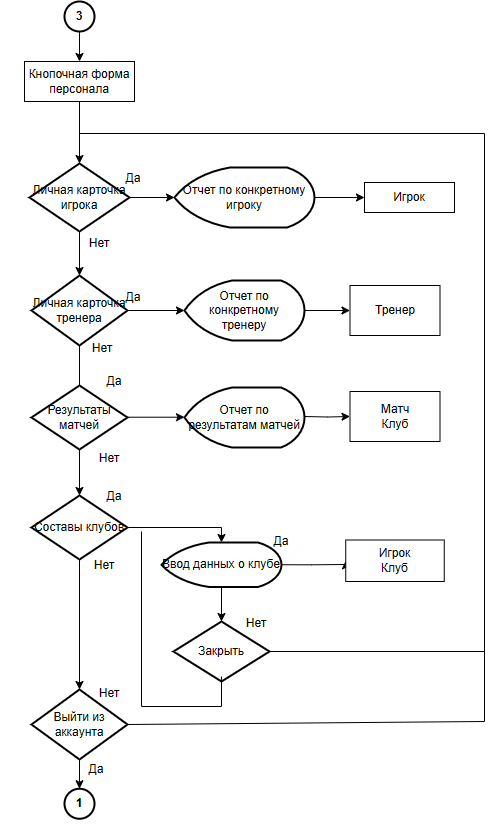 3
Кнопочная форма
персонала
Да
Личная карточка
игрока
Отчет по конкретному
игроку
Игрок
Нет
Да
Личная карточка
тренера
Отчет по
конкретному
тренеру
Тренер
Нет
Да
Результаты
матчей
Отчет по
результатам матчей
Матч
Клуб
Нет
Да
Составы клубов
Да
Ввод данных о клубе
Игрок
Клуб
Нет
Нет
Закрыть
Нет
Выйти из
аккаунта
Да
1